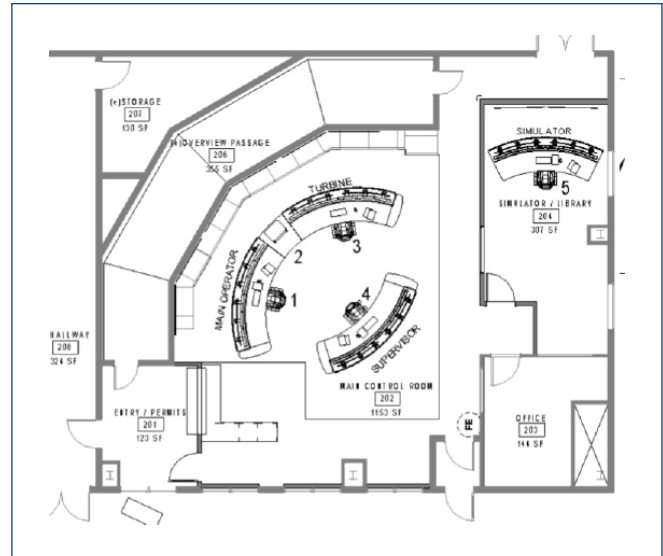 (e)STORAGE
207
130 SF
(e)OVERVIEW PASSAGE
206
355 SF
TURBINE
MAIN OPERATOR
1
2
3
4
SUPERVISOR
SIMULATOR
5
SIMULATOR / LIBRARY
204
307 SF
HALLWAY
208
324 SF
MAIN CONTROL ROOM
202
1153 SF
ENTRY / PERMITS
201
123 SF
FE
OFFICE
203
144 SF